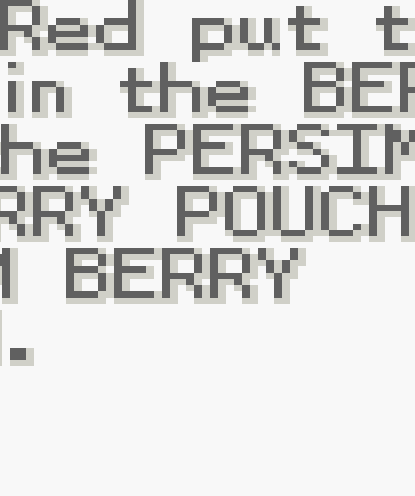 Red put t
in the BER
he PERSIM
RRY POUCH
M BERRY
.